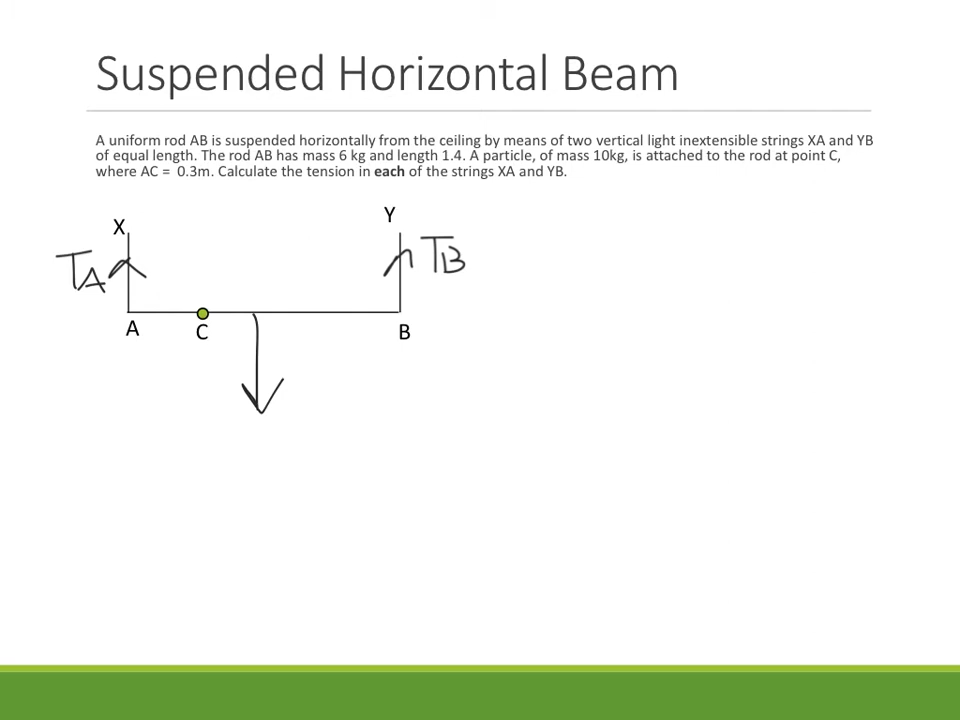 Suspended Horizontal Beam
A uniform rod AB is suspended horizontally from the ceiling by means of two vertical light inextensible strings XA and YB
of equal length. The rod AB has mass 6 kg and length 1.4. A particle, of mass 10kg, is attached to the rod at point C,
where AC =  0.3m. Calculate the tension in each of the strings XA and YB.
X
Y
TA
TB
A
C
B